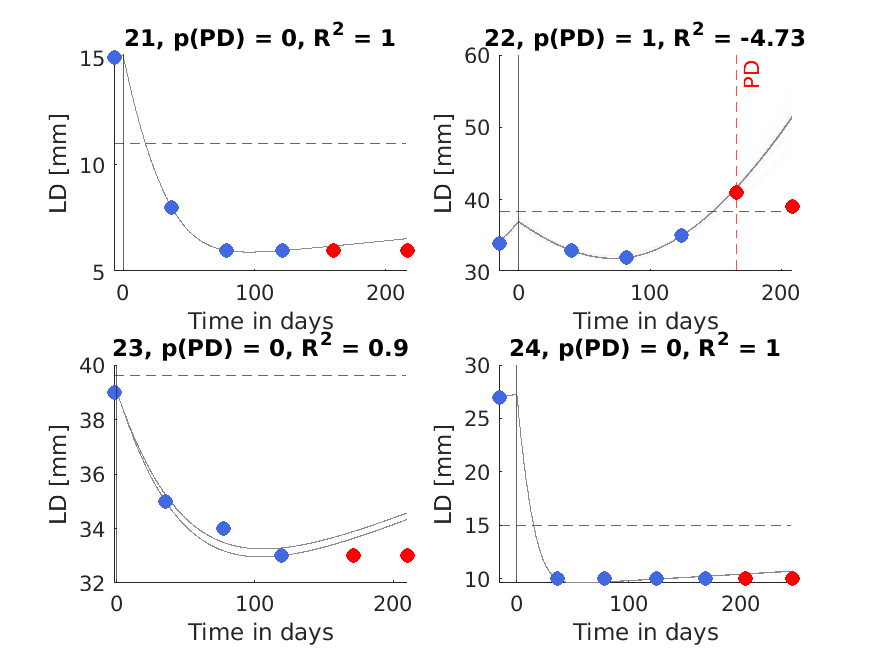 21, p(PD) = 0, R² = 1
15
10
5
0
100
200
LD [mm]
Time in days
22, p(PD) = 1, R² = -4.73
PD
60
50
40
30
0
100
200
LD [mm]
Time in days
23, p(PD) = 0, R² = 0.9
40
38
36
34
32
0
100
200
LD [mm]
Time in days
24, p(PD) = 0, R² = 1
30
25
20
15
10
0
100
200
LD [mm]
Time in days